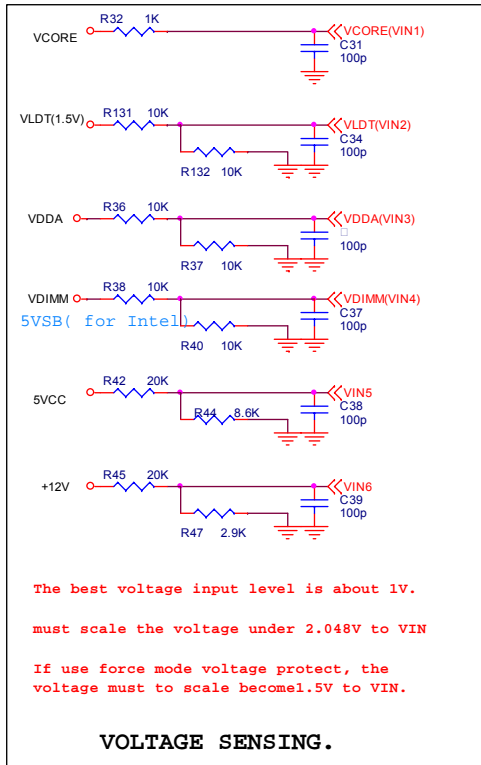 R32 1K
VCORE
VCORE(VIN1)
C31
100p
VLDT(1.5V)
R131 10K
VLDT(VIN2)
C34
100p
R132 10K
R36 10K
VDDA
VDDA(VIN3)
100p
R37 10K
R38 10K
VDIMM
VDIMM(VIN4)
5VSB( for Intel)
C37
100p
R40 10K
R42 20K
5VCC
VIN5
R44 8.6K
C38
100p
R45 20K
+12V
VIN6
C39
100p
R47 2.9K
The best voltage input level is about 1V.
must scale the voltage under 2.048V to VIN
If use force mode voltage protect, the
voltage must to scale become1.5V to VIN.
VOLTAGE SENSING.